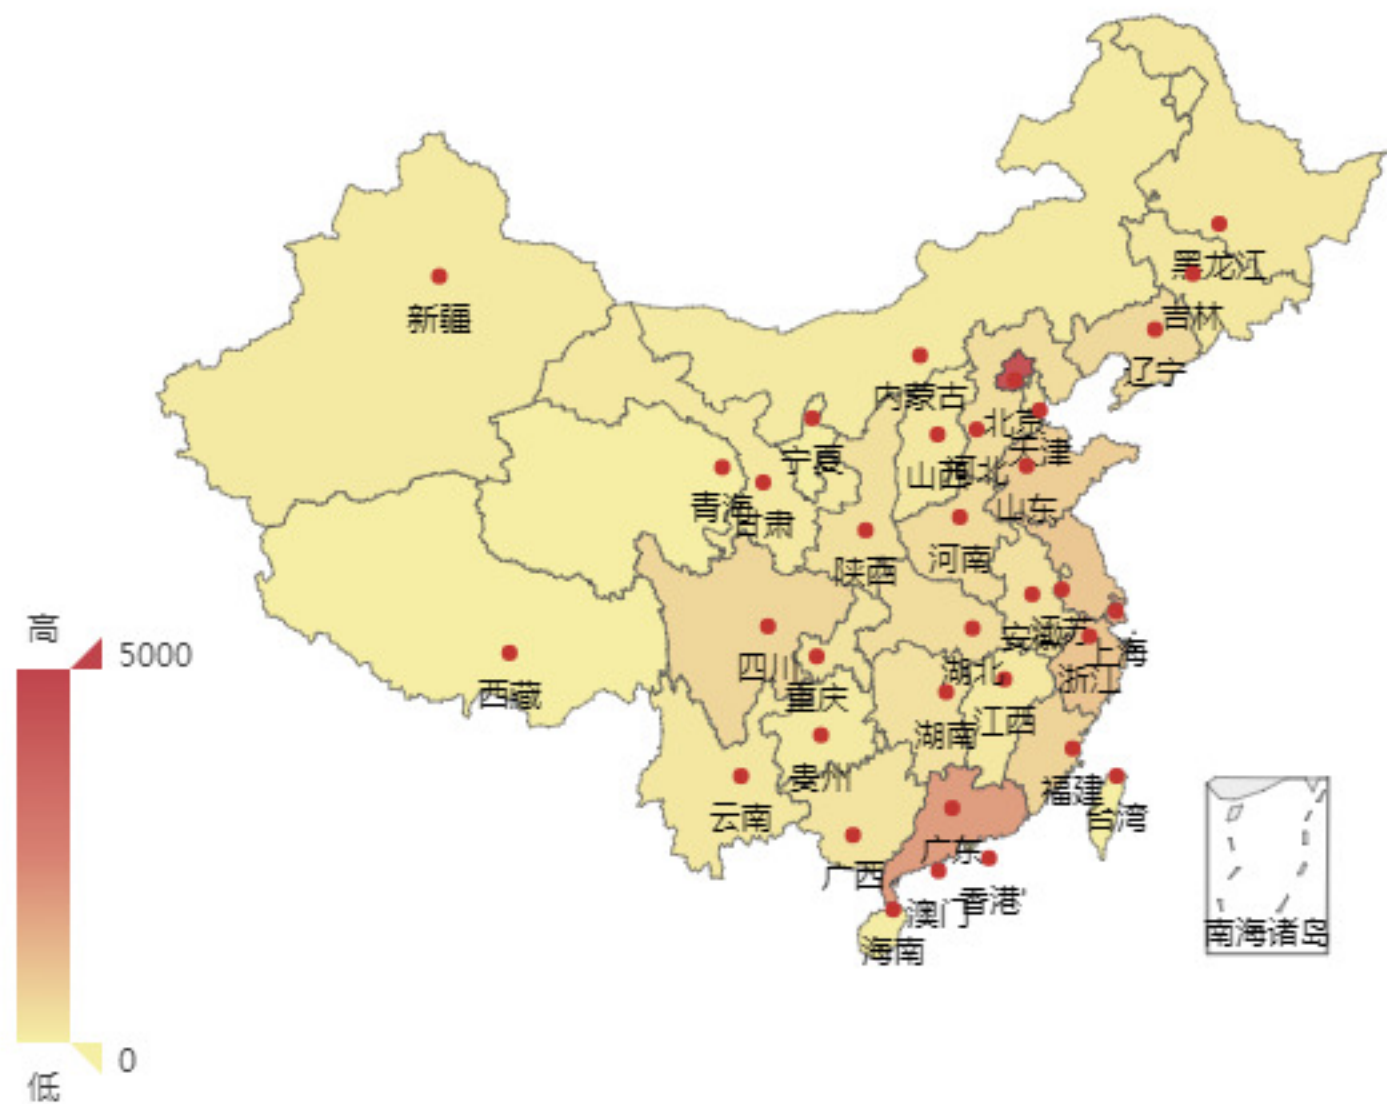 黑龙江
吉林
新疆
辽宁
内蒙古
北京
天津
宁夏
山西
河北
青海
甘肃
山东
河南
陕西
安徽
江苏
上海
高
5000
四川
湖北
浙江
西藏
重庆
湖南
江西
贵州
福建
云南
台湾
广东
广西
香港
澳门
南海诸岛
海南
0
低